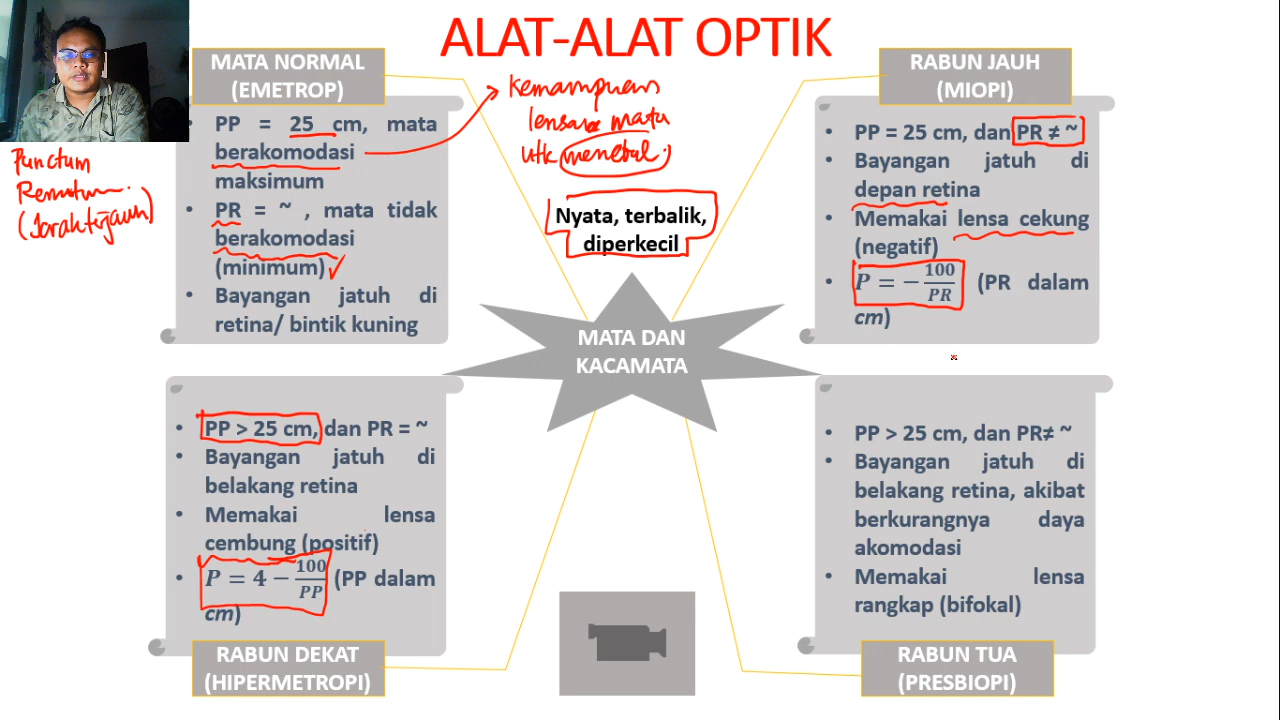 ALAT-ALAT OPTIK
MATA NORMAL
(EMETROP)
• PP = 25 cm, mata
berakomodasi
maksimum
• PR = ~ , mata tidak
berakomodasi
(minimum)
• Bayangan jatuh di
retina/ bintik kuning
Punctum
Remotum
(Jarak terjauh)
Kemampuan
lensa mata
utk menebal
Nyata, terbalik,
diperkecil
RABUN JAUH
(MIOPI)
• PP = 25 cm, dan PR ≠ ~
• Bayangan jatuh di
depan retina
• Memakai lensa cekung
(negatif)
• P = − 100/PR (PR dalam
cm)
MATA DAN
KACAMATA
• PP > 25 cm, dan PR = ~
• Bayangan jatuh di
belakang retina
• Memakai lensa
cembung (positif)
• P = 4 − 100/PP (PP dalam
cm)
RABUN DEKAT
(HIPERMETROPI)
• PP > 25 cm, dan PR≠ ~
• Bayangan jatuh di
belakang retina, akibat
berkurangnya daya
akomodasi
• Memakai lensa
rangkap (bifokal)
RABUN TUA
(PRESBIOPI)